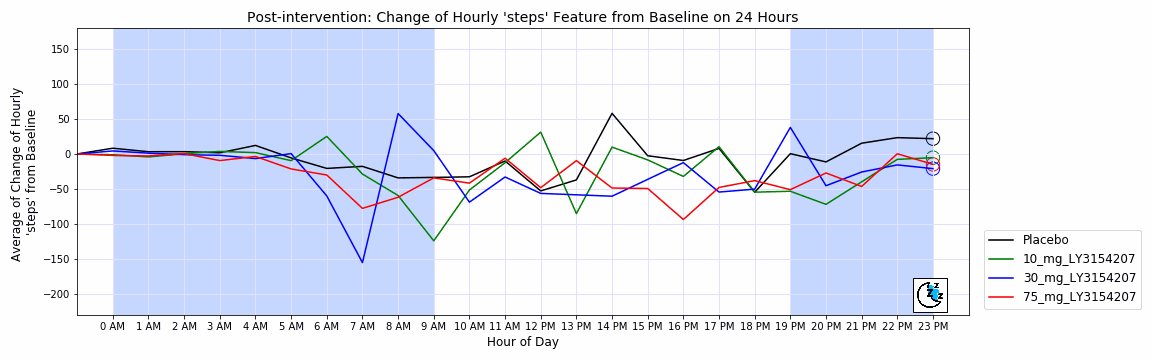 Post-intervention: Change of Hourly 'steps' Feature from Baseline on 24 Hours
Average of Change of Hourly
'steps' from Baseline
150
100
50
0
−50
−100
−150
−200
0 AM 1 AM 2 AM 3 AM 4 AM 5 AM 6 AM 7 AM 8 AM 9 AM 10 AM 11 AM 12 PM 13 PM 14 PM 15 PM 16 PM 17 PM 18 PM 19 PM 20 PM 21 PM 22 PM 23 PM
Hour of Day
Placebo
10_mg_LY3154207
30_mg_LY3154207
75_mg_LY3154207